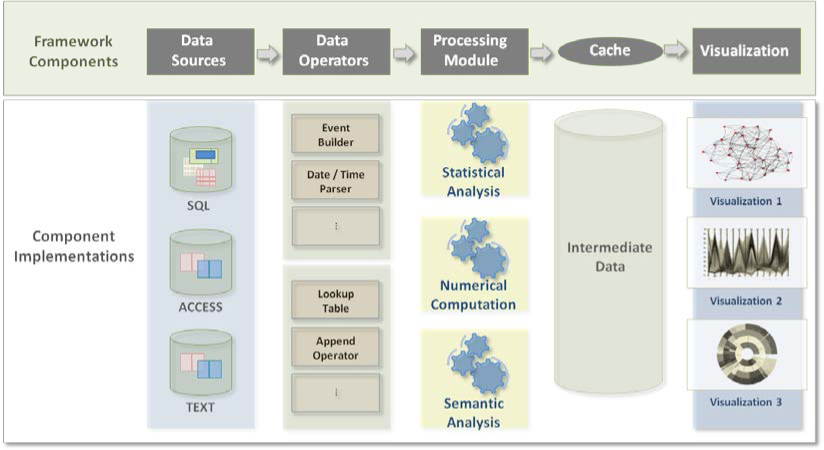 Framework
Components
Data
Sources
Data
Operators
Processing
Module
Cache
Visualization
Component
Implementations
SQL
ACCESS
TEXT
Event
Builder
Date / Time
Parser
⋮
Lookup
Table
Append
Operator
⋮
Statistical
Analysis
Numerical
Computation
Semantic
Analysis
Intermediate
Data
Visualization 1
Visualization 2
Visualization 3